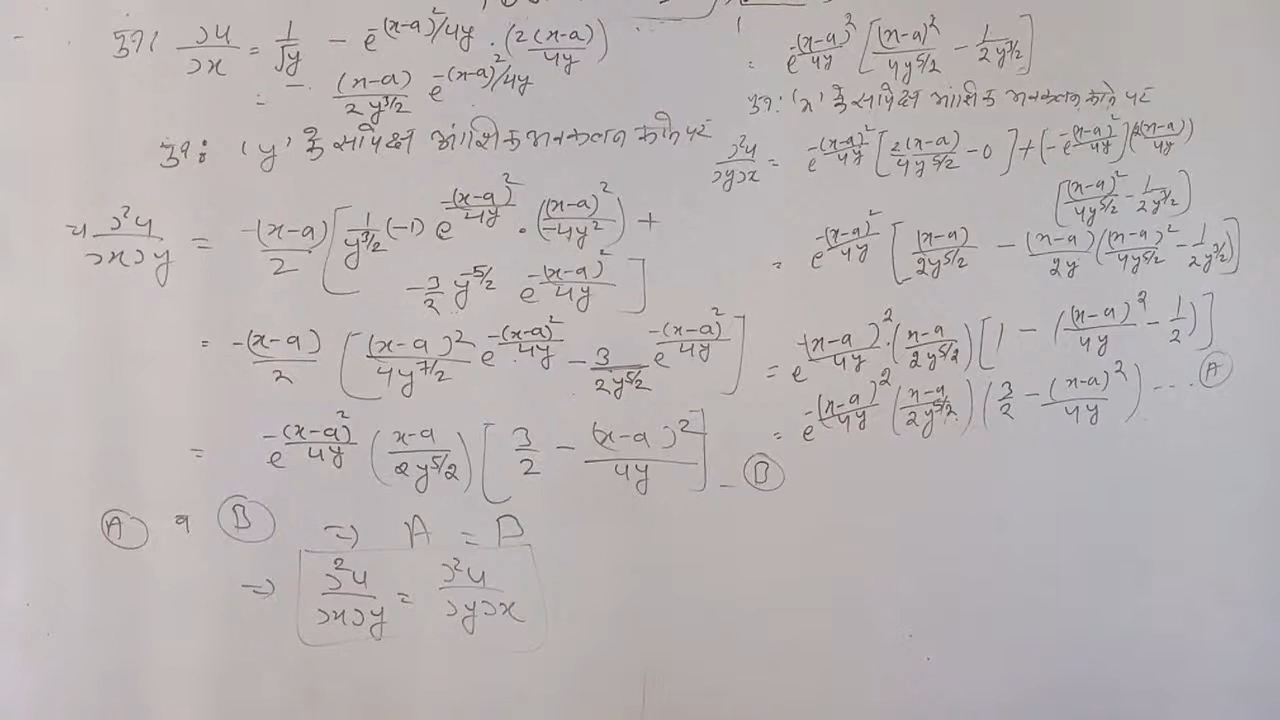 पुनः ∂u/∂x = 1/√y - e^{-(x-a)²/4y} · (2(x-a)/4y)
= - (x-a)/2y^{3/2} e^{-(x-a)²/4y}
पुनः 'y' के सापेक्ष आंशिक अवकलन करने पर
⇒ ∂²u/∂x∂y = -(x-a)/2 [1/y^{3/2} (-1) e^{-(x-a)²/4y} · ((x-a)²/-4y²) +
-3/2 y^{-5/2} e^{-(x-a)²/4y}]
= -(x-a)/2 [(x-a)²/4y^{7/2} e^{-(x-a)²/4y} - 3/2y^{5/2} e^{-(x-a)²/4y}]
= e^{-(x-a)²/4y} (x-a/2y^{5/2}) [3/2 - (x-a)²/4y] - Ⓑ
Ⓐ व Ⓑ ⇒ A = B
⇒ ∂²u/∂x∂y = ∂²u/∂y∂x
= e^{-(x-a)²/4y} [(x-a)²/4y^{5/2} - 1/2y^{3/2}]
पुनः 'x' के सापेक्ष आंशिक अवकलन करने पर
∂²u/∂y∂x = e^{-(x-a)²/4y} [2(x-a)/4y^{5/2} - 0] + (-e^{-(x-a)²/4y}) (2(x-a)/4y)
[(x-a)²/4y^{5/2} - 1/2y^{3/2}]
= e^{-(x-a)²/4y} [(x-a)/2y^{5/2} - (x-a)/2y ((x-a)²/4y^{5/2} - 1/2y^{3/2})]
= e^{-(x-a)²/4y} · (x-a/2y^{5/2}) [1 - ((x-a)²/4y - 1/2)]
= e^{-(x-a)²/4y} (x-a/2y^{5/2}) (3/2 - (x-a)²/4y) --- Ⓐ